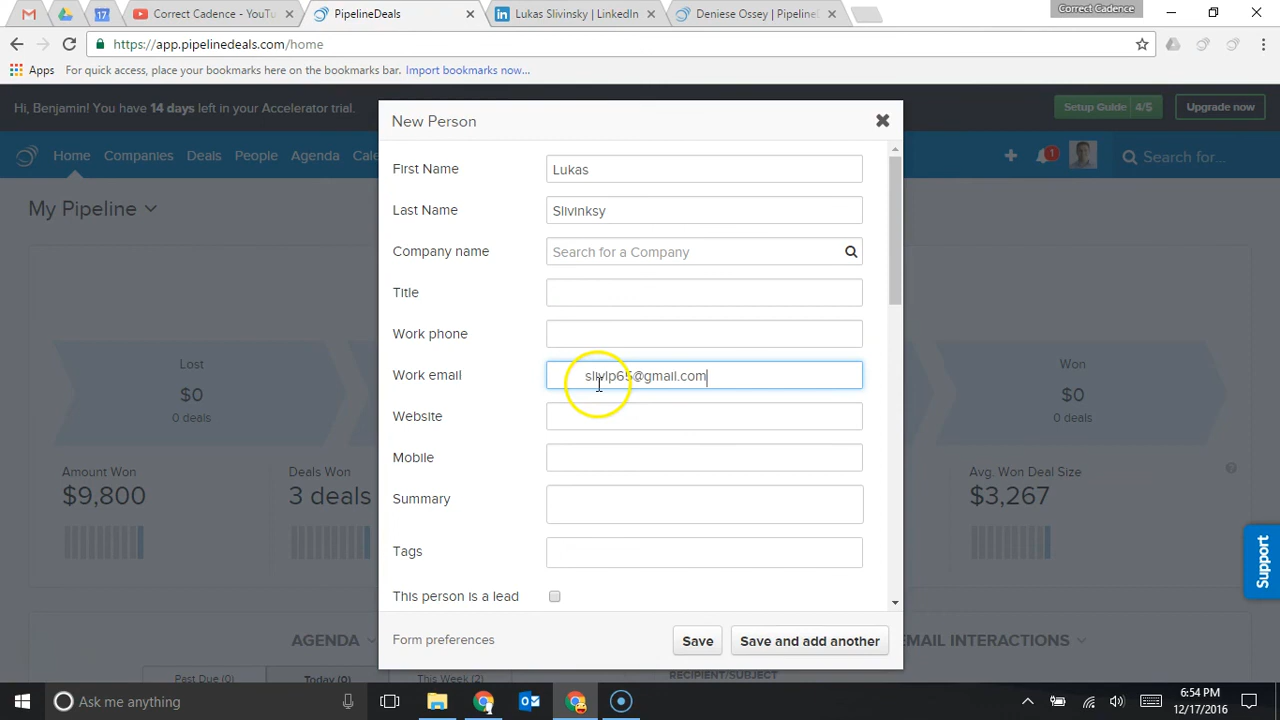 Correct Cadence - YouTu
PipelineDeals
Lukas Slivinsky | LinkedIn
Deniese Ossey | PipelineD
Correct Cadence
https://app.pipelinedeals.com/home
Apps For quick access, place your bookmarks here on the bookmarks bar. Import bookmarks now...
Hi, Benjamin! You have 14 days left in your Accelerator trial.
Setup Guide 4/5
Upgrade now
Home Companies Deals People Agenda Cale
1
Search for...
My Pipeline
New Person
First Name Lukas
Last Name Slivinksy
Company name Search for a Company
Title
Work phone
Work email slivlp65@gmail.com
Website
Mobile
Summary
Tags
This person is a lead
Form preferences Save Save and add another
Lost
$0
0 deals
Won
$0
0 deals
Amount Won
$9,800
Deals Won
3 deals
Avg. Won Deal Size
$3,267
Support
AGENDA
EMAIL INTERACTIONS
Past Due (0) Today (0) This Week (2)
RECIPIENT/SUBJECT
Ask me anything
6:54 PM
12/17/2016